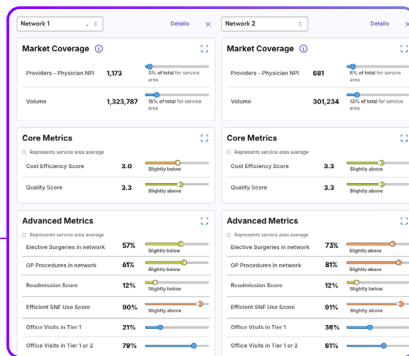 Network 1
Details
Market Coverage
Providers - Physician NPI 1,173 3% of total for service area
Volume 1,323,787 15% of total for service area
Core Metrics
Represents service area average
Cost Efficiency Score 3.0 Slightly below
Quality Score 3.3 Slightly above
Advanced Metrics
Represents service area average
Elective Surgeries in network 57% Slightly below
OP Procedures in network 61% Slightly below
Readmission Score 12% Slightly below
Efficient SNF Use Score 90% Slightly above
Office Visits in Tier 1 21%
Office Visits in Tier 1 or 2 79%
Network 2
Details
Market Coverage
Providers - Physician NPI 681 6% of total for service area
Volume 301,234 13% of total for service area
Core Metrics
Represents service area average
Cost Efficiency Score 3.3 Slightly above
Quality Score 3.3 Slightly above
Advanced Metrics
Represents service area average
Elective Surgeries in network 73% Slightly above
OP Procedures in network 81% Slightly above
Readmission Score 12% Slightly below
Efficient SNF Use Score 91% Slightly above
Office Visits in Tier 1 36%
Office Visits in Tier 1 or 2 61%